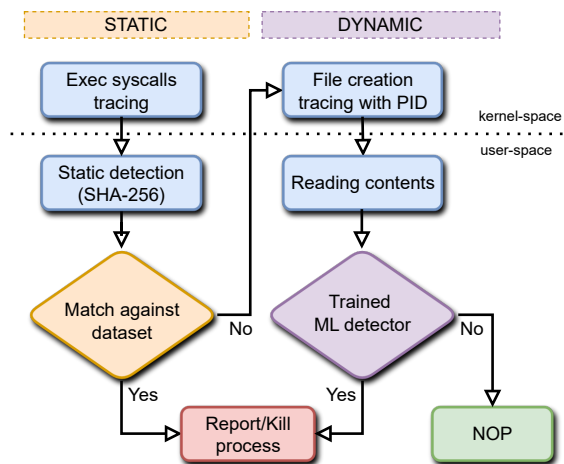 STATIC
DYNAMIC
Exec syscalls
tracing
File creation
tracing with PID
kernel-space
user-space
Static detection
(SHA-256)
Reading contents
Match against
dataset
No
Trained
ML detector
No
Yes
Yes
Report/Kill
process
NOP